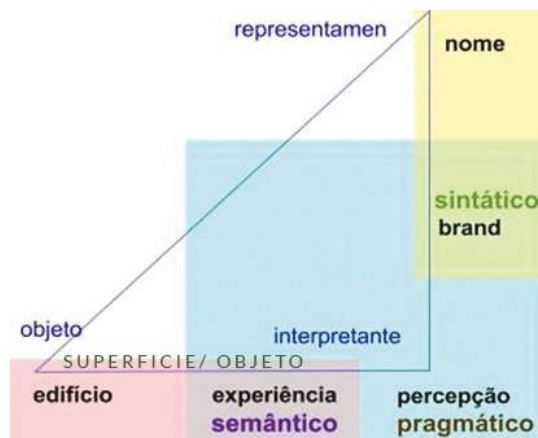 representamen
nome
sintático
brand
objeto
interpretante
SUPERFICIE/ OBJETO
edifício
experiência
percepção
semântico
pragmático